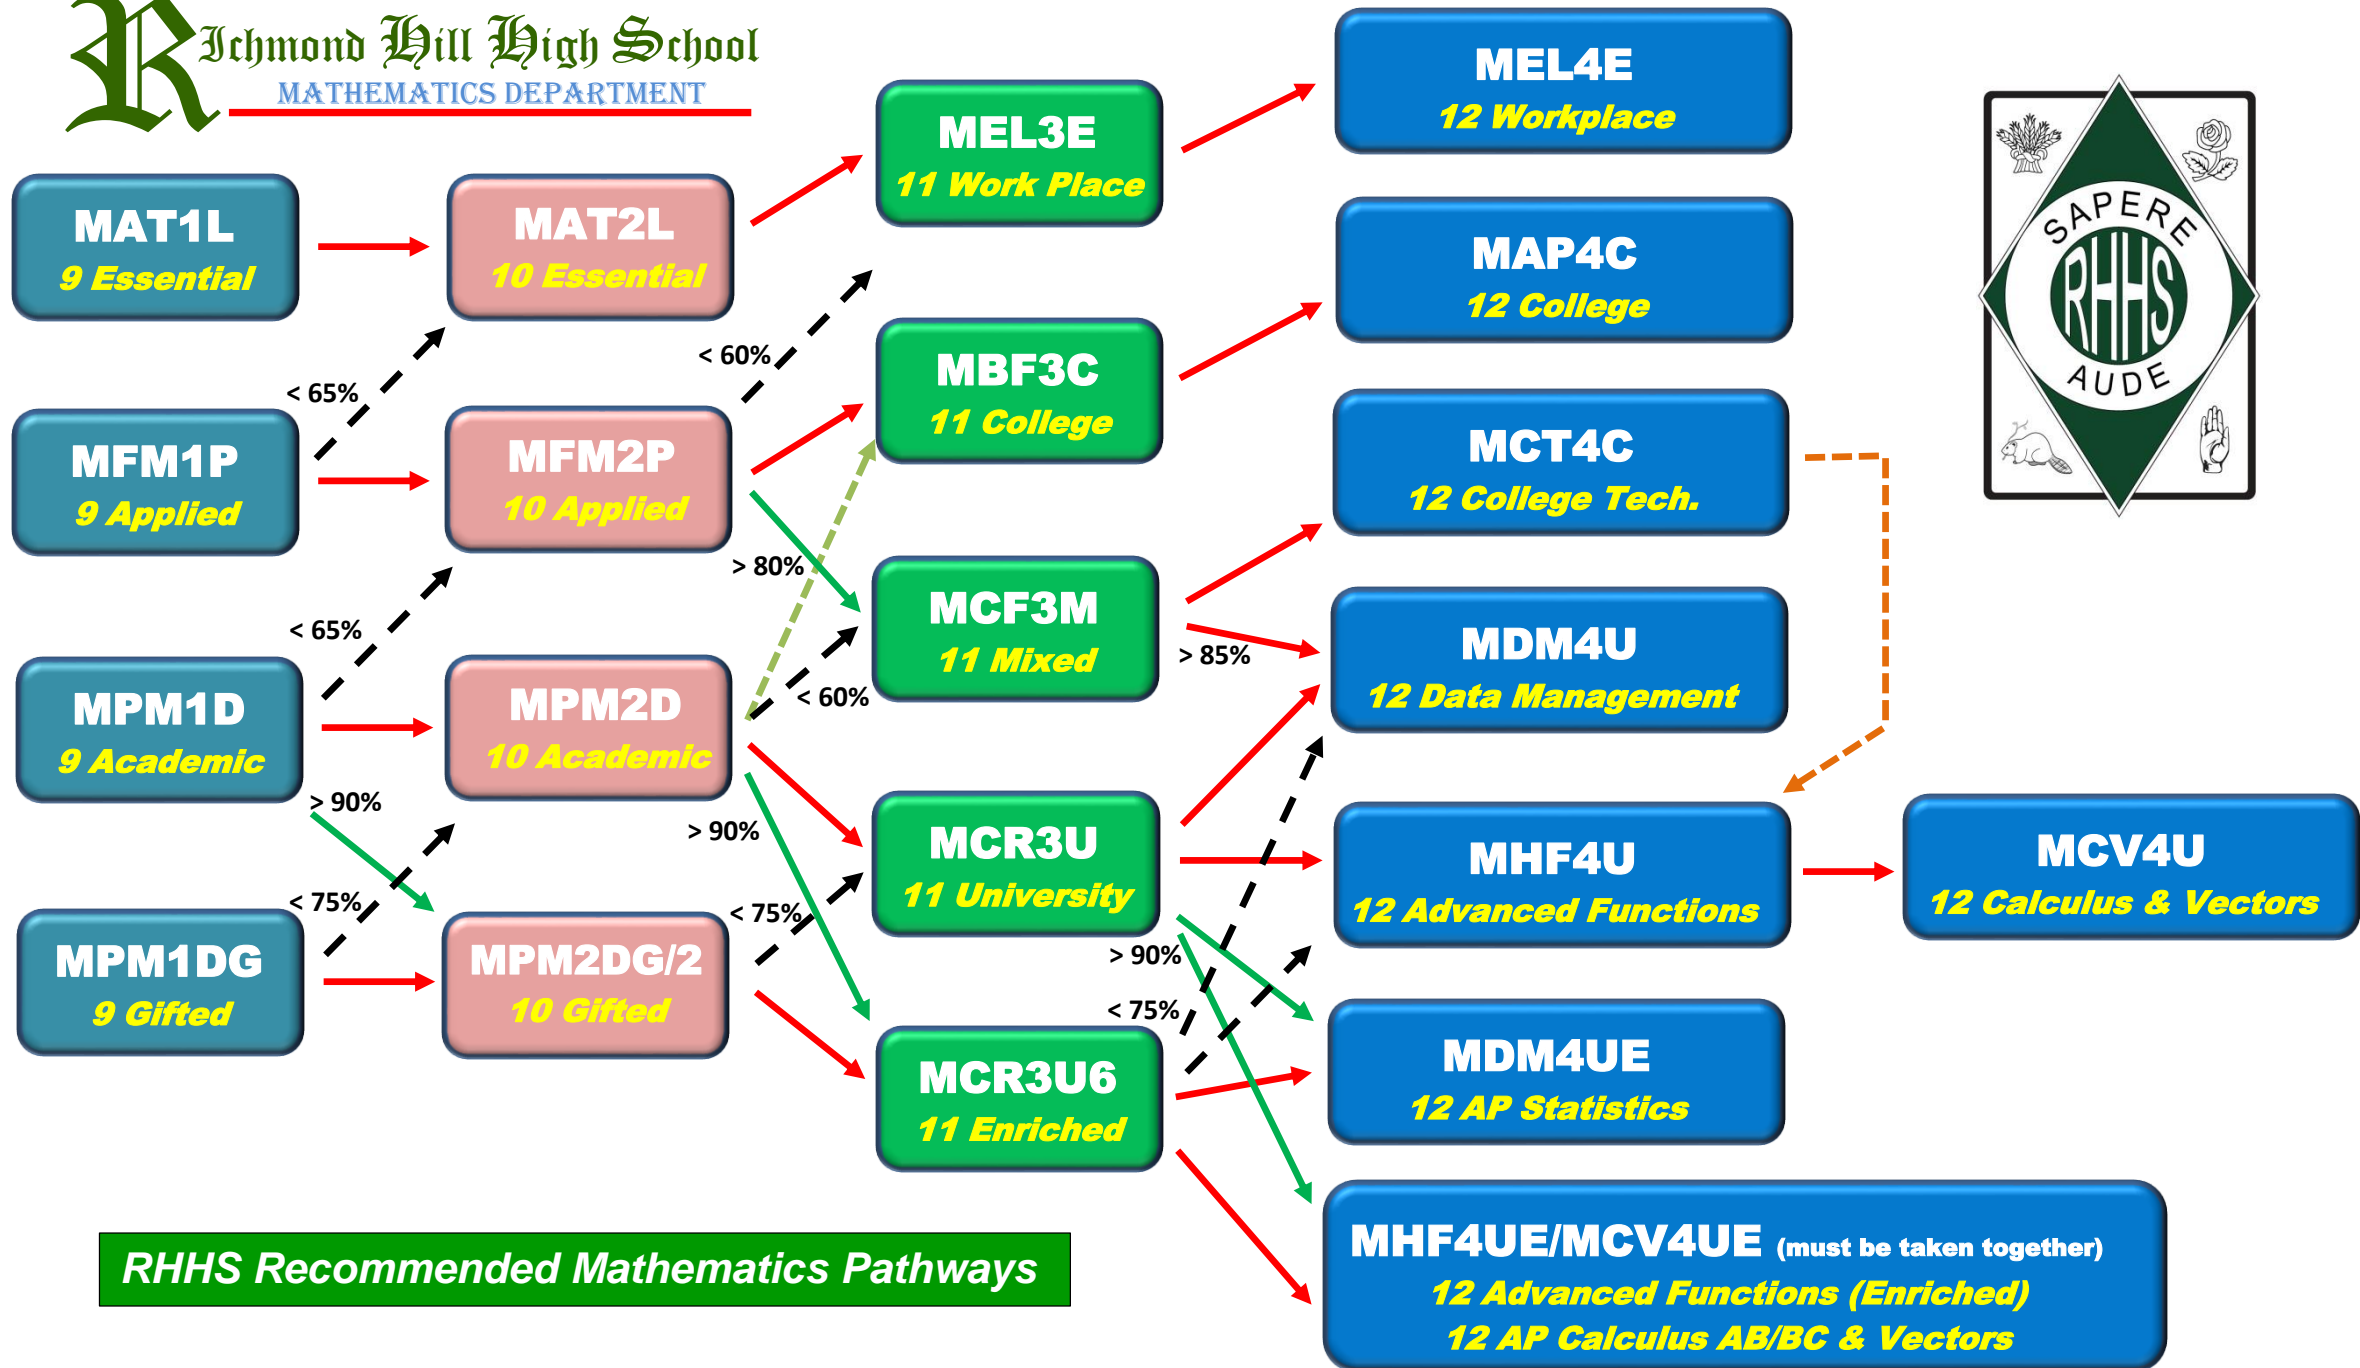 Richmond Hill High School
MATHEMATICS DEPARTMENT
MAT1L
9 Essential
MFM1P
9 Applied
MPM1D
9 Academic
MPM1DG
9 Gifted
< 65%
< 65%
> 90%
< 75%
MAT2L
10 Essential
MFM2P
10 Applied
MPM2D
10 Academic
MPM2DG/2
10 Gifted
< 60%
> 80%
< 60%
> 90%
< 75%
MEL3E
11 Work Place
MBF3C
11 College
MCF3M
11 Mixed
MCR3U
11 University
MCR3U6
11 Enriched
> 85%
> 90%
< 75%
MEL4E
12 Workplace
MAP4C
12 College
MCT4C
12 College Tech.
MDM4U
12 Data Management
MHF4U
12 Advanced Functions
MCV4U
12 Calculus & Vectors
MDM4UE
12 AP Statistics
MHF4UE/MCV4UE (must be taken together)
12 Advanced Functions (Enriched)
12 AP Calculus AB/BC & Vectors
SAPERE
RHHS
AUDE
RHHS Recommended Mathematics Pathways